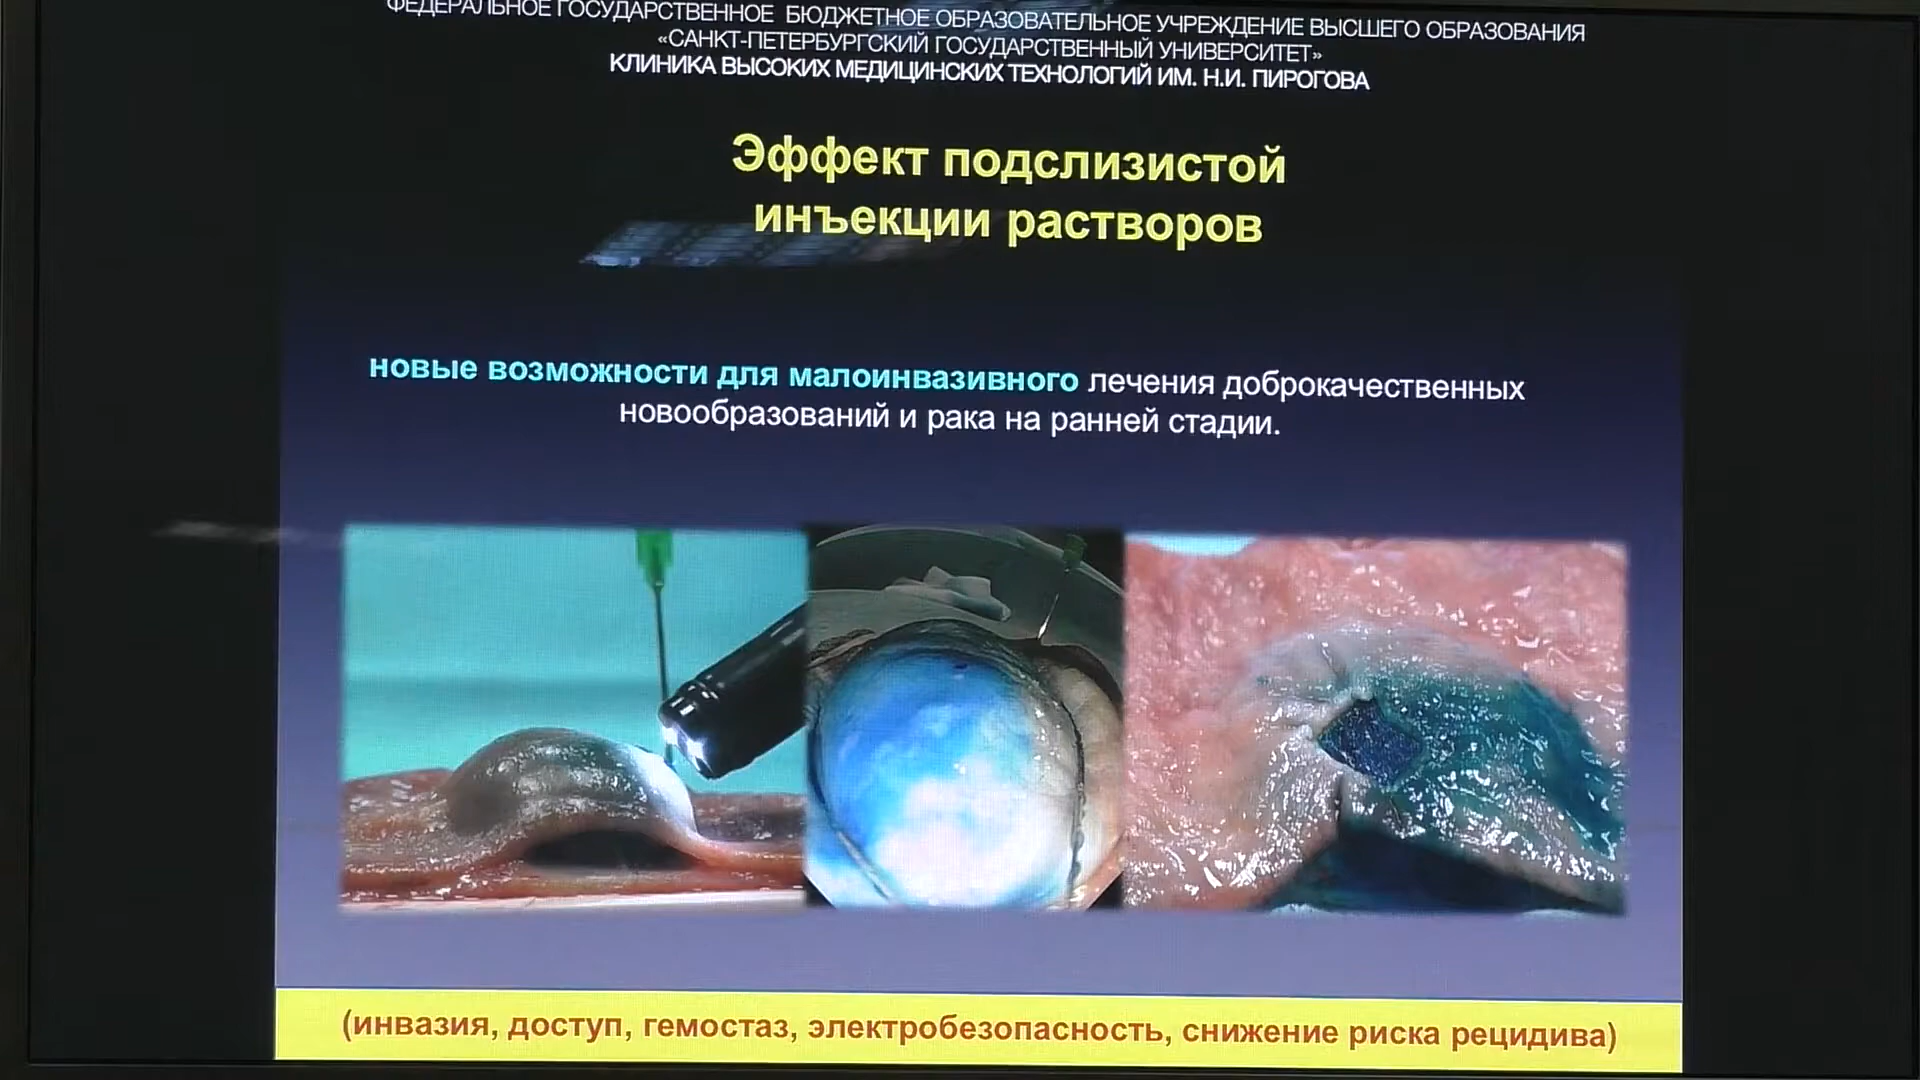 ФЕДЕРАЛЬНОЕ ГОСУДАРСТВЕННОЕ БЮДЖЕТНОЕ ОБРАЗОВАТЕЛЬНОЕ УЧРЕЖДЕНИЕ ВЫСШЕГО ОБРАЗОВАНИЯ
«САНКТ-ПЕТЕРБУРГСКИЙ ГОСУДАРСТВЕННЫЙ УНИВЕРСИТЕТ»
КЛИНИКА ВЫСОКИХ МЕДИЦИНСКИХ ТЕХНОЛОГИЙ ИМ. Н.И. ПИРОГОВА
Эффект подслизистой
инъекции растворов
новые возможности для малоинвазивного лечения доброкачественных
новообразований и рака на ранней стадии.
(инвазия, доступ, гемостаз, электробезопасность, снижение риска рецидива)